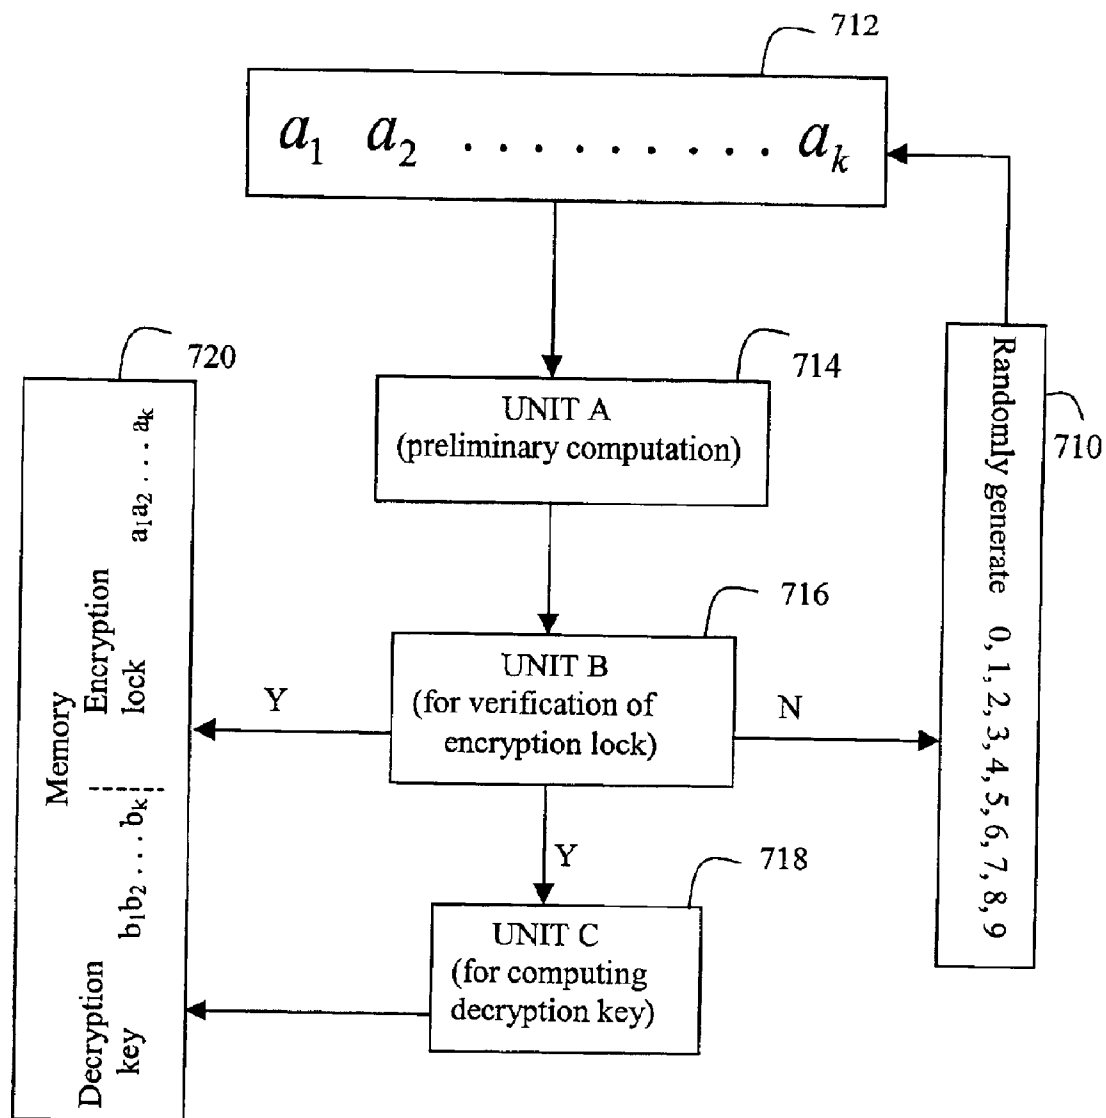 712
a₁ a₂ . . . . . . . . . aₖ
720
714
UNIT A
(preliminary computation)
710
Randomly generate 0, 1, 2, 3, 4, 5, 6, 7, 8, 9
716
UNIT B
(for verification of
encryption lock)
Y
N
Y
718
UNIT C
(for computing
decryption key)
Memory
Encryption
lock
a₁a₂ . . . aₖ
Decryption
key
b₁b₂ . . . bₖ